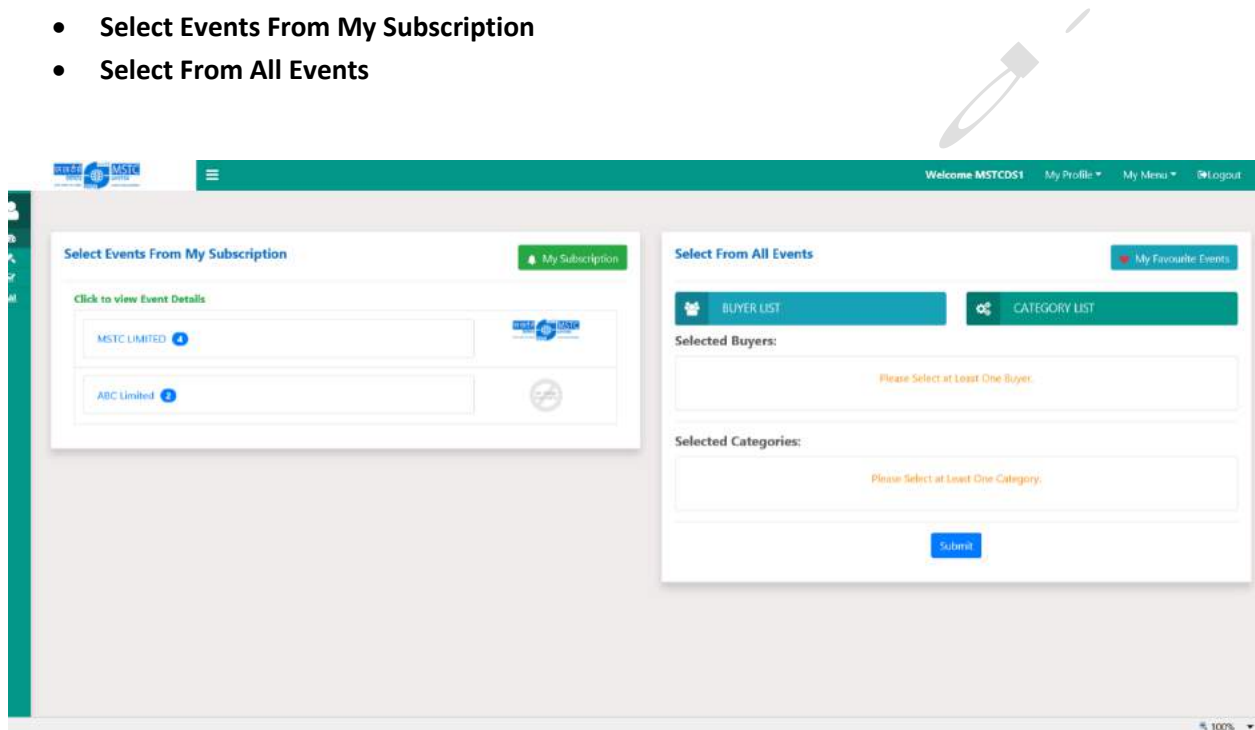 • Select Events From My Subscription
• Select From All Events
MSTC
Welcome MSTCDS1 My Profile My Menu Logout
Select Events From My Subscription
My Subscription
Click to view Event Details
MSTC LIMITED 4
MSTC
ABC Limited 2
Select From All Events
My Favourite Events
BUYER LIST
CATEGORY LIST
Selected Buyers:
Please Select at Least One Buyer.
Selected Categories:
Please Select at Least One Category.
Submit
100%